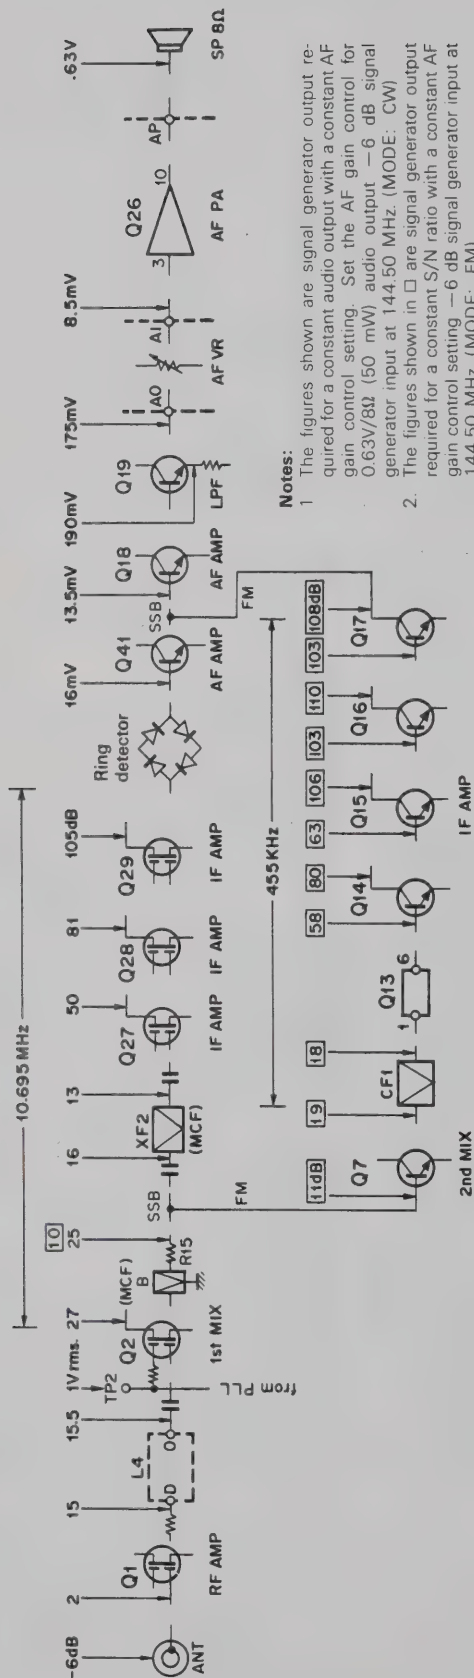 10.695 MHz
-6dB 2 15 15.5 1Vrms. 27 10 25 16 13 50 81 105dB 16mV 13.5mV 190mV 175mV 8.5mV .63V
TP2 (MCF) SSB XF2 Ring detector SSB
Q1 L4 Q2 B R15 Q27 Q28 Q29 Q41 Q18 Q19 AO AI Q26 AP
D O 3 10
ANT RF AMP from PLL 1st MIX FM (MCF) IF AMP IF AMP IF AMP AF AMP AF AMP LPF AF VR AF PA SP 8Ω
FM
455KHz
11dB 19 18 58 80 63 106 103 110 103 108dB
Q7 CF1 1 6 Q13 Q14 Q15 Q16 Q17
2nd MIX IF AMP
Notes:
1 The figures shown are signal generator output re-
quired for a constant audio output with a constant AF
gain control setting. Set the AF gain control for
0.63V/8Ω (50 mW) audio output −6 dB signal
generator input at 144.50 MHz. (MODE: CW)
2. The figures shown in □ are signal generator output
required for a constant S/N ratio with a constant AF
gain control setting −6 dB signal generator input at
144.50 MHz. (MODE: FM)